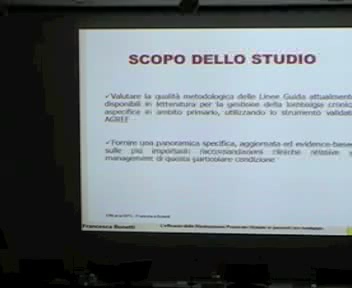 SCOPO DELLO STUDIO
✓Valutare la qualità metodologica delle Linee Guida attualmente
disponibili in letteratura per la gestione della lombalgia cronica
aspecifica in ambito primario, utilizzando lo strumento validato
AGREE
✓Fornire una panoramica specifica, aggiornata ed evidence-based
sulle più importanti raccomandazioni cliniche relative
management di questa particolare condizione
Francesca Bonetti